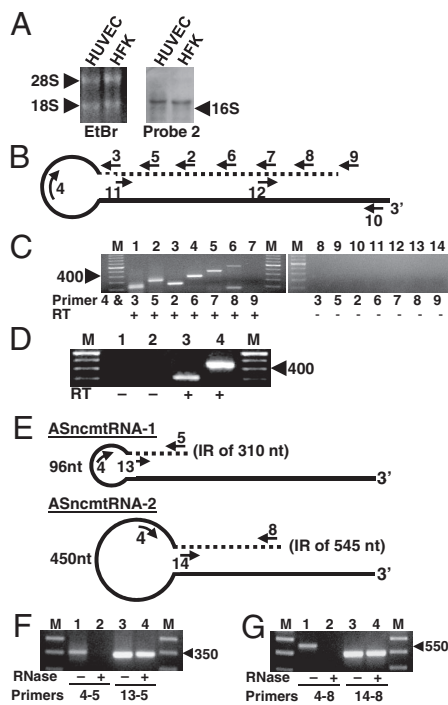 A
HUVEC HFK HUVEC HFK
28S
18S
16S
EtBr Probe 2
B
3 5 2 6 7 8 9
4
11 12
10 3'
C
M 1 2 3 4 5 6 7 M M 8 9 10 11 12 13 14
400
Primer 4 & 3 5 2 6 7 8 9 3 5 2 6 7 8 9
RT + + + + + + + - - - - - - -
D
M 1 2 3 4 M
400
RT – – + +
E
ASncmtRNA-1
5 (IR of 310 nt)
96nt 4 13
3'
ASncmtRNA-2
4 8
450nt 14 (IR of 545 nt)
3'
F
M 1 2 3 4 M
350
RNase – + – +
Primers 4-5 13-5
G
M 1 2 3 4 M
550
RNase – + – +
Primers 4-8 14-8